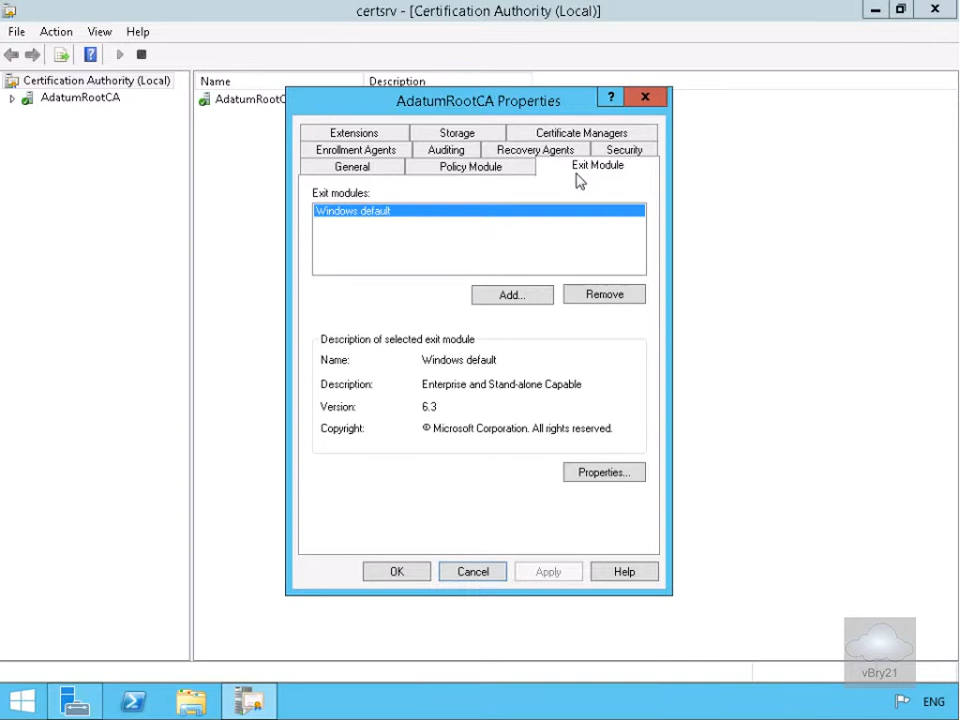 certsrv - [Certification Authority (Local)]
File Action View Help
Certification Authority (Local)
AdatumRootCA
Name Description
AdatumRootC
AdatumRootCA Properties
Extensions Storage Certificate Managers
Enrollment Agents Auditing Recovery Agents Security
General Policy Module Exit Module
Exit modules:
Windows default
Add... Remove
Description of selected exit module
Name: Windows default
Description: Enterprise and Stand-alone Capable
Version: 6.3
Copyright: © Microsoft Corporation. All rights reserved.
Properties...
OK Cancel Apply Help
vBry21
ENG